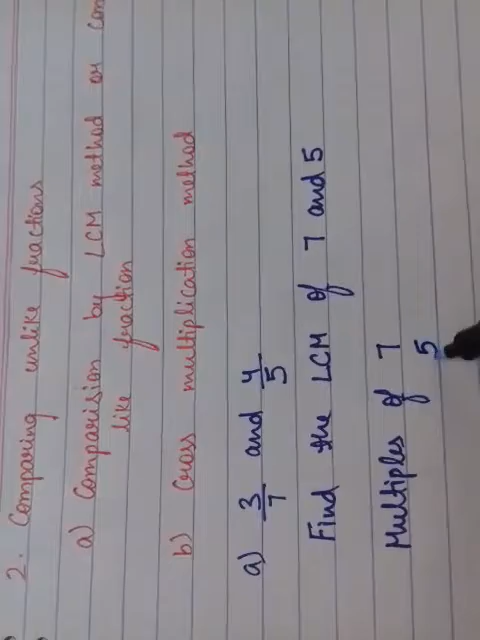 2. Comparing unlike fractions
a) Comparision by LCM method or con
like fraction
b) Cross multiplication method
a) 3/7 and 4/5
Find the LCM of 7 and 5
Multiples of 7
5